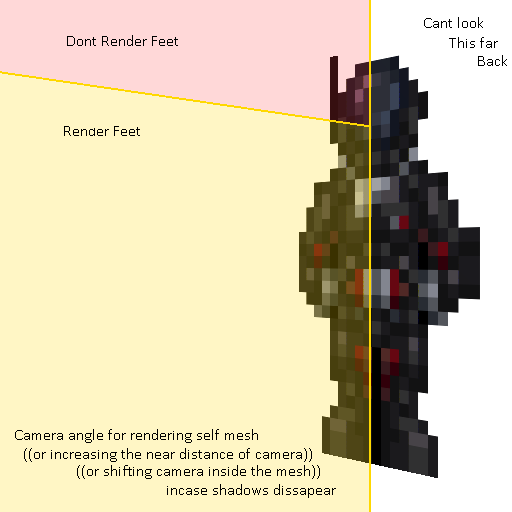 Cant look
This far
Back
Dont Render Feet
Render Feet
Camera angle for rendering self mesh
((or increasing the near distance of camera))
((or shifting camera inside the mesh))
incase shadows dissapear